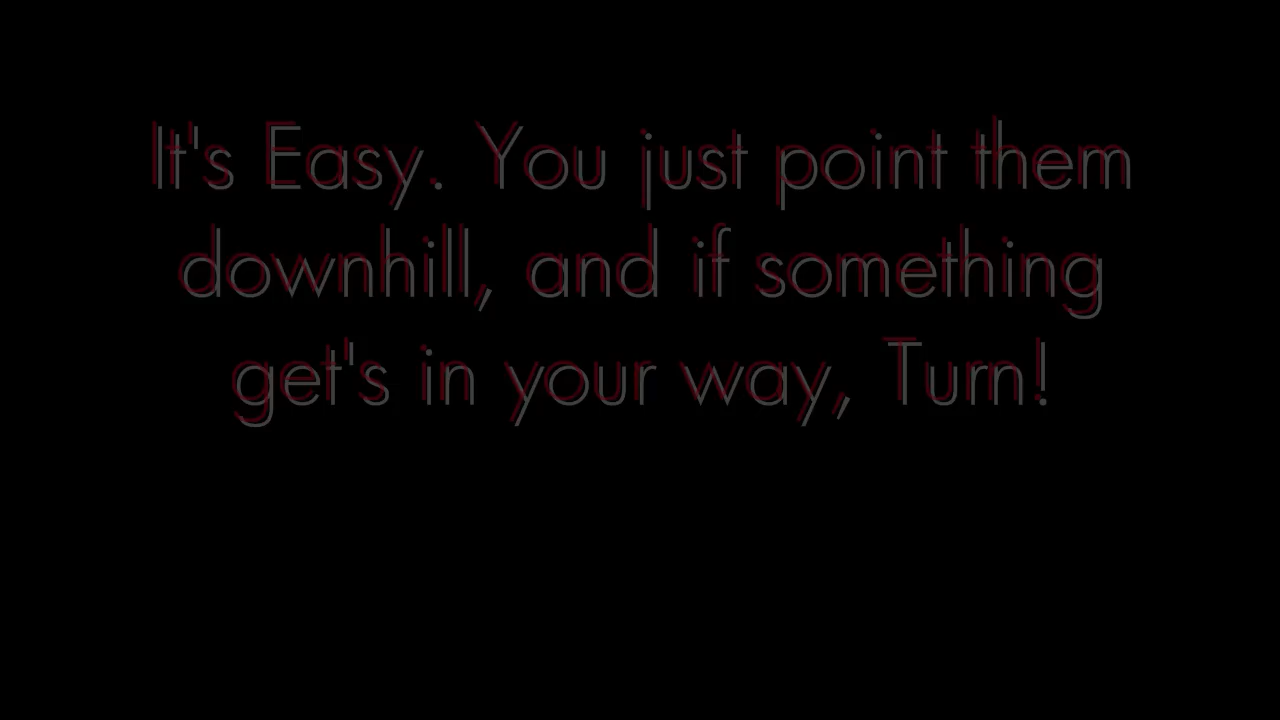 It's Easy. You just point them
downhill, and if something
get's in your way, Turn!